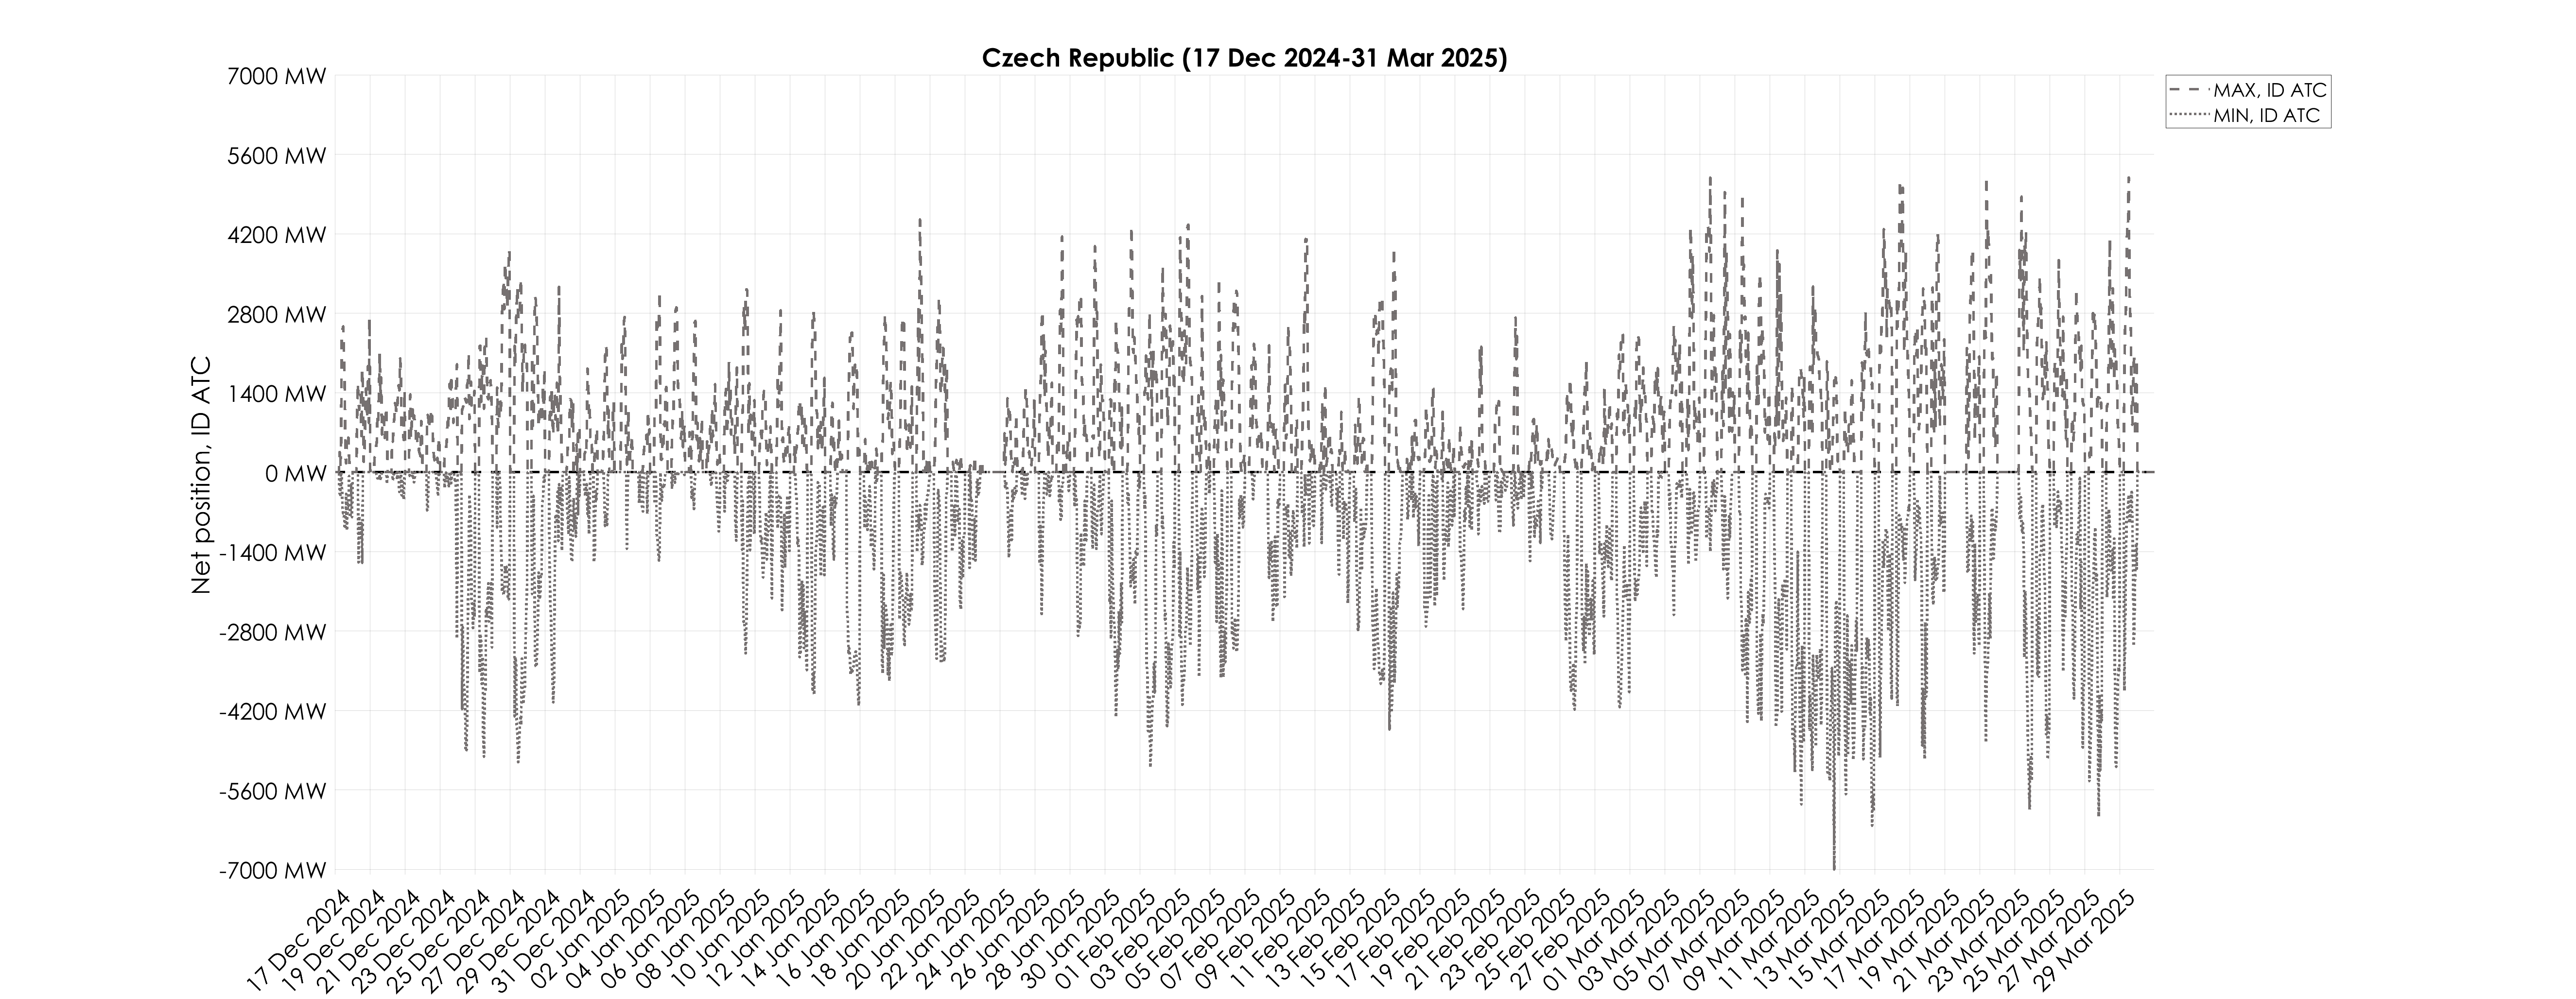 Czech Republic (17 Dec 2024-31 Mar 2025)
7000 MW
5600 MW
4200 MW
2800 MW
1400 MW
0 MW
-1400 MW
-2800 MW
-4200 MW
-5600 MW
-7000 MW
Net position, ID ATC
MAX, ID ATC
MIN, ID ATC
17 Dec 2024
19 Dec 2024
21 Dec 2024
23 Dec 2024
25 Dec 2024
27 Dec 2024
29 Dec 2024
31 Dec 2024
02 Jan 2025
04 Jan 2025
06 Jan 2025
08 Jan 2025
10 Jan 2025
12 Jan 2025
14 Jan 2025
16 Jan 2025
18 Jan 2025
20 Jan 2025
22 Jan 2025
24 Jan 2025
26 Jan 2025
28 Jan 2025
30 Jan 2025
01 Feb 2025
03 Feb 2025
05 Feb 2025
07 Feb 2025
09 Feb 2025
11 Feb 2025
13 Feb 2025
15 Feb 2025
17 Feb 2025
19 Feb 2025
21 Feb 2025
23 Feb 2025
25 Feb 2025
27 Feb 2025
01 Mar 2025
03 Mar 2025
05 Mar 2025
07 Mar 2025
09 Mar 2025
11 Mar 2025
13 Mar 2025
15 Mar 2025
17 Mar 2025
19 Mar 2025
21 Mar 2025
23 Mar 2025
25 Mar 2025
27 Mar 2025
29 Mar 2025